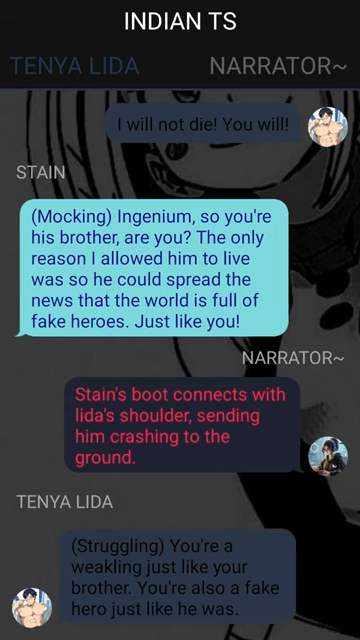 INDIAN TS
TENYA LIDA
NARRATOR~
I will not die! You will!
STAIN
(Mocking) Ingenium, so you're
his brother, are you? The only
reason I allowed him to live
was so he could spread the
news that the world is full of
fake heroes. Just like you!
NARRATOR~
Stain's boot connects with
Iida's shoulder, sending
him crashing to the
ground.
TENYA LIDA
(Struggling) You're a
weakling just like your
brother. You're also a fake
hero just like he was.